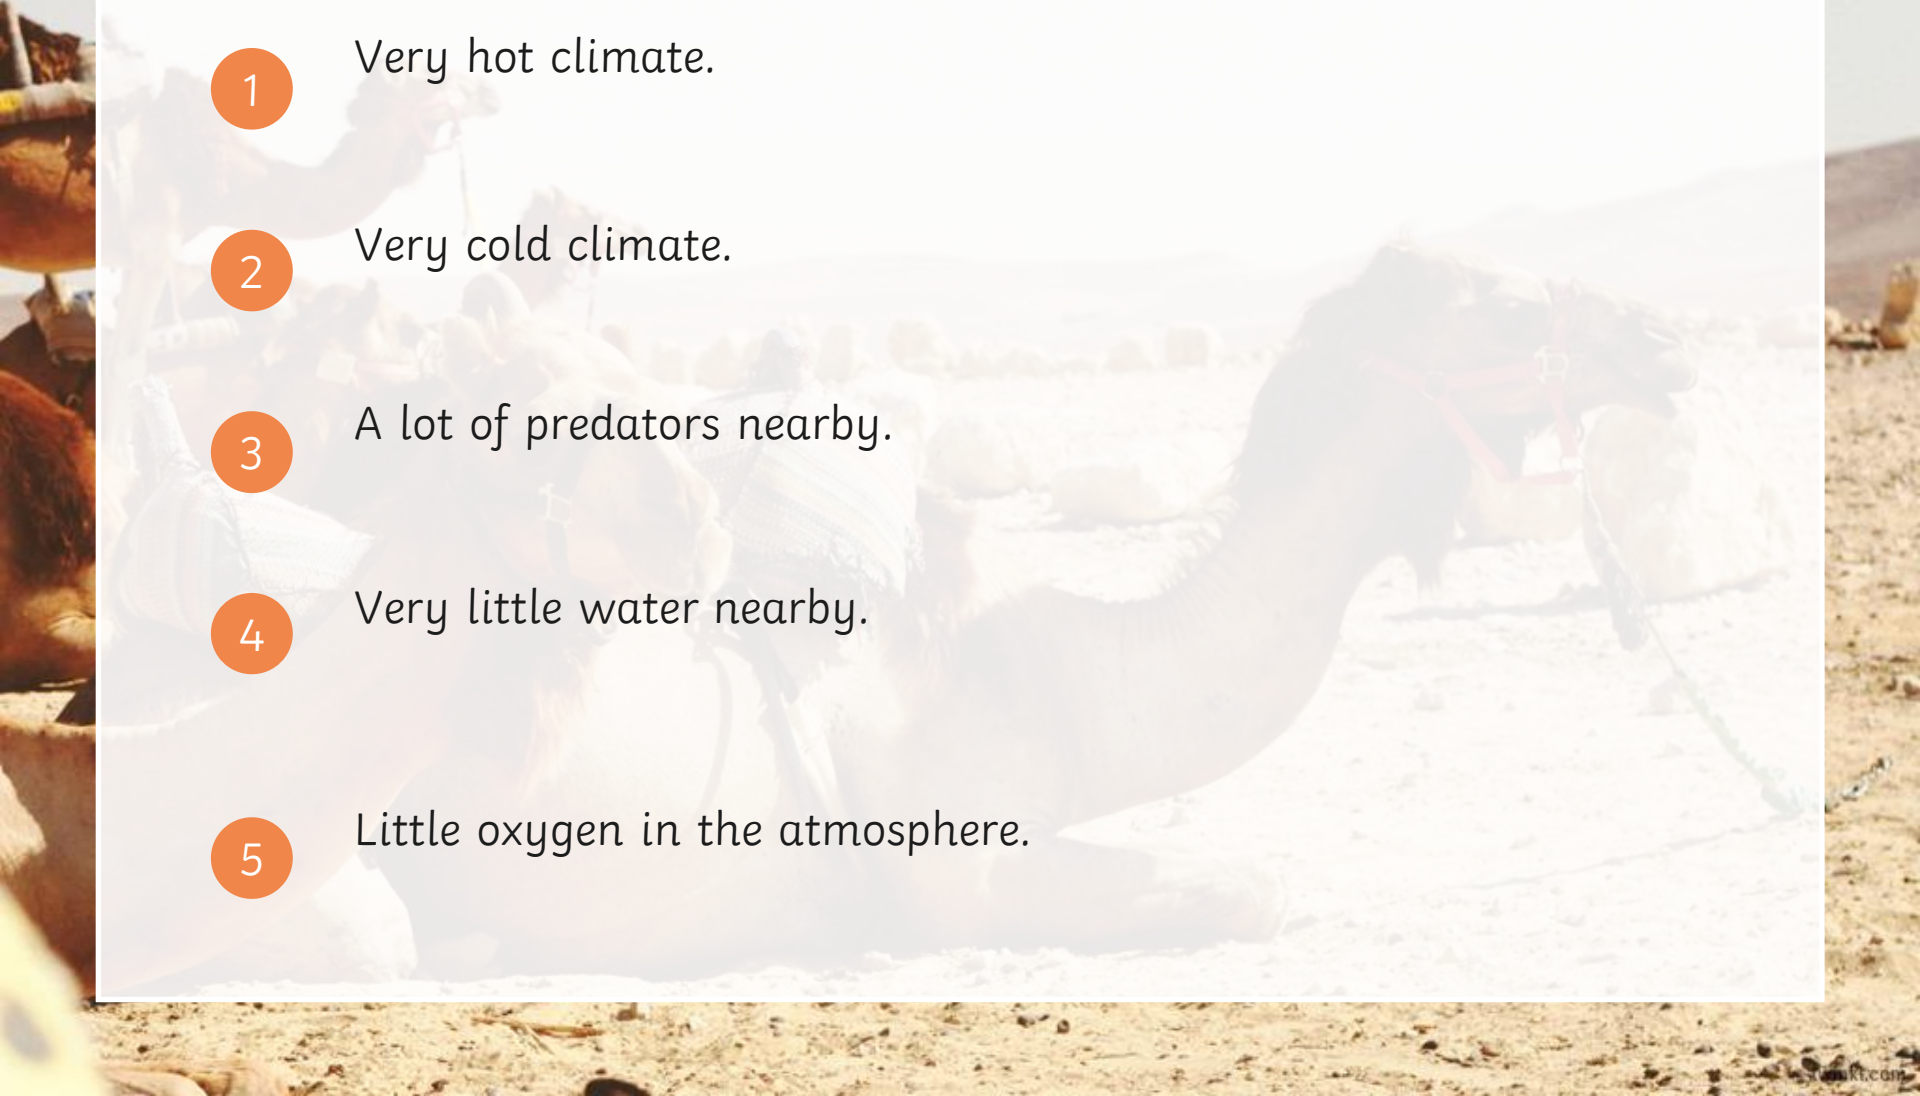 1 Very hot climate.
2 Very cold climate.
3 A lot of predators nearby.
4 Very little water nearby.
5 Little oxygen in the atmosphere.